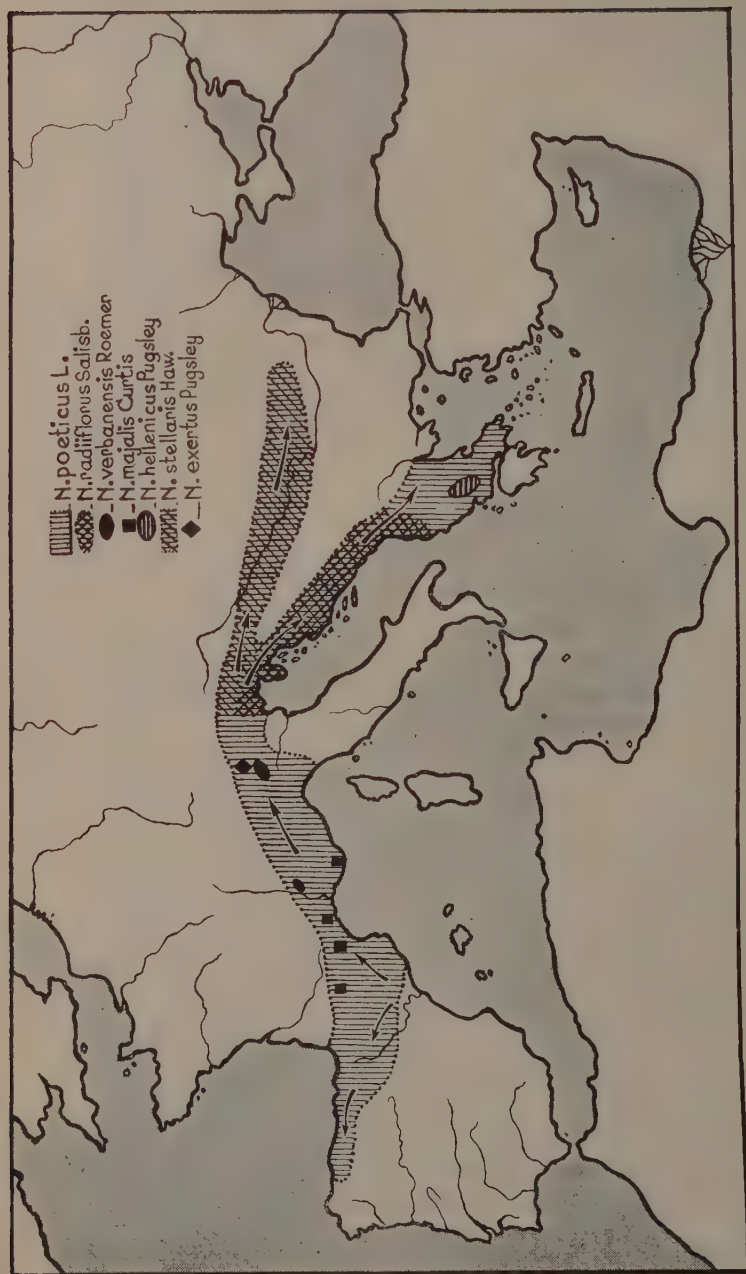 N. poeticus L.
N. radiiflorus Salisb.
N. verbanensis Roemer
N. majalis Curtis
N. hellenicus Pugsley
N. stellaris Haw.
N. exertus Pugsley